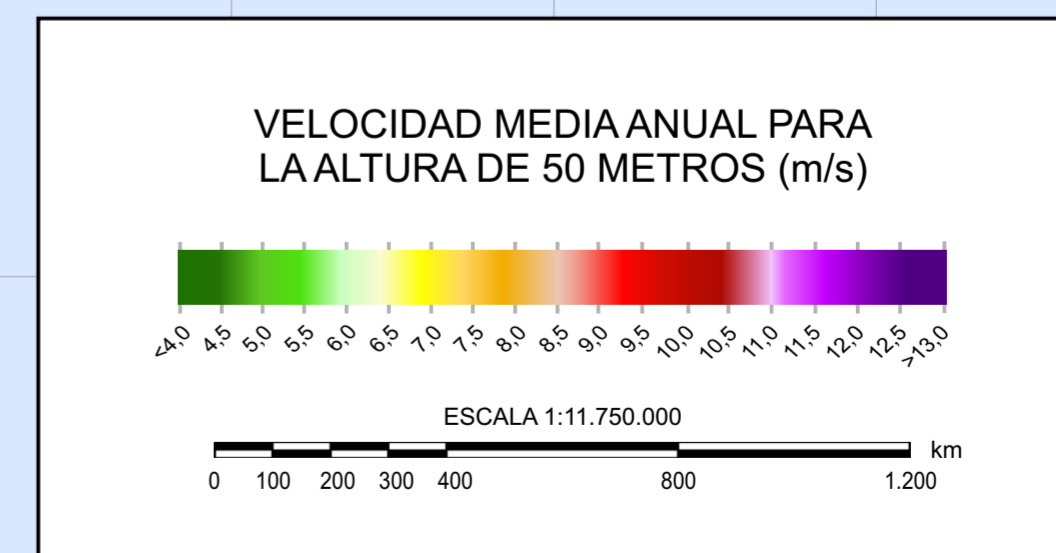 VELOCIDAD MEDIA ANUAL PARA
LA ALTURA DE 50 METROS (m/s)
<4,0 4,5 5,0 5,5 6,0 6,5 7,0 7,5 8,0 8,5 9,0 9,5 10,0 10,5 11,0 11,5 12,0 12,5 >13,0
ESCALA 1:11.750.000
km
0 100 200 300 400 800 1.200